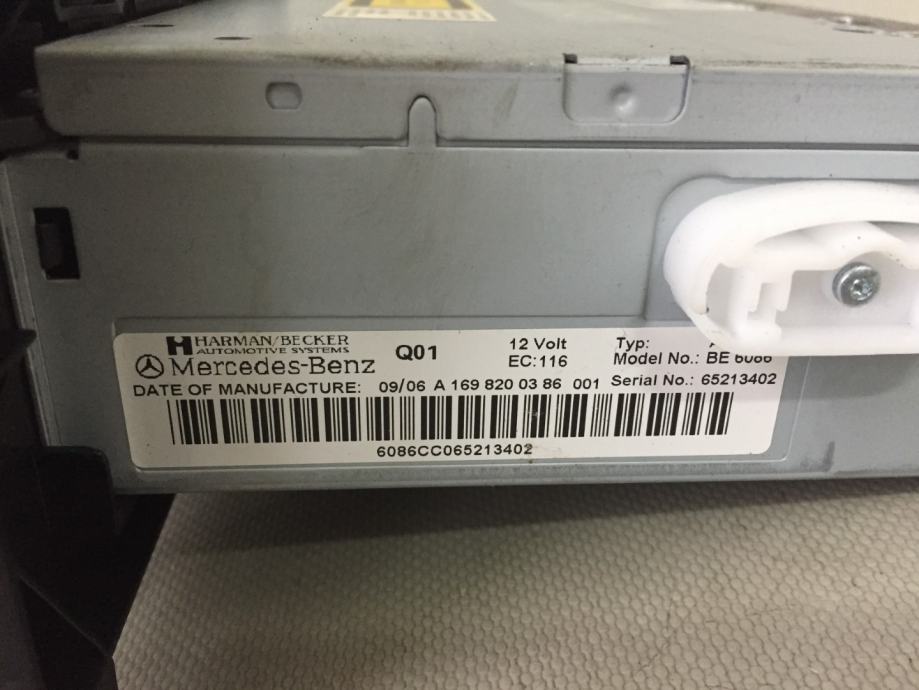 HARMAN/BECKER
AUTOMOTIVE SYSTEMS
Mercedes-Benz
Q01
12 Volt
EC:116
Typ:
Model No.: BE 6086
DATE OF MANUFACTURE: 09/06 A 169 820 03 86 001 Serial No.: 65213402
6086CC065213402